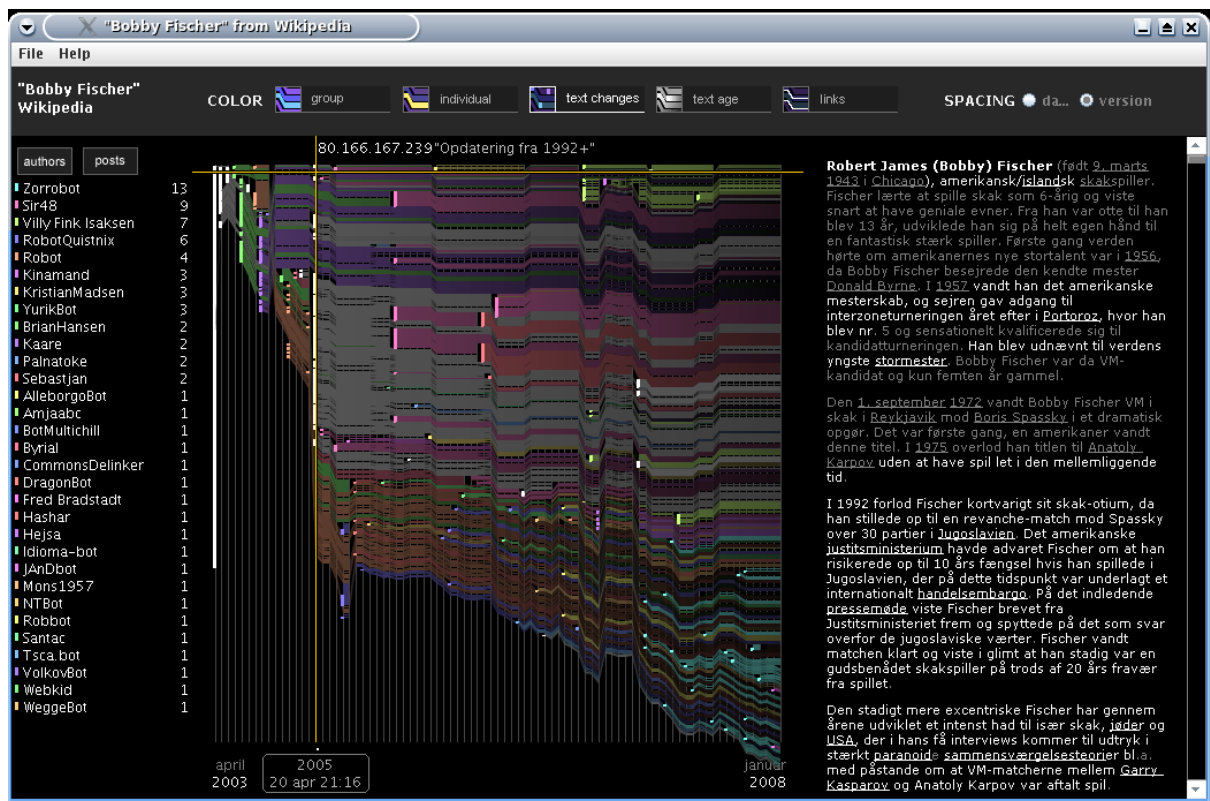 "Bobby Fischer" from Wikipedia
File Help
"Bobby Fischer"
Wikipedia
COLOR group individual text changes text age links SPACING da... version
80.166.167.239"Opdatering fra 1992+"
authors posts
Zorrobot 13
Sir48 9
Villy Fink Isaksen 7
RobotQuistnix 6
Robot 4
Kinamand 3
KristianMadsen 3
YurikBot 3
BrianHansen 2
Kaare 2
Palnatoke 2
Sebastjan 2
AlleborgoBot 1
Amjaabc 1
BotMultichill 1
Byrial 1
CommonsDelinker 1
DragonBot 1
Fred Bradstadt 1
Hashar 1
Hejsa 1
Idioma-bot 1
JAnDbot 1
Mons1957 1
NTBot 1
Robbot 1
Santac 1
Tsca.bot 1
VolkovBot 1
Webkid 1
WeggeBot 1
april
2003
2005
20 apr 21:16
januar
2008
Robert James (Bobby) Fischer (født 9. marts
1943 i Chicago), amerikansk/islandsk skakspiller.
Fischer lærte at spille skak som 6-årig og viste
snart at have geniale evner. Fra han var otte til han
blev 13 år, udviklede han sig på helt egen hånd til
en fantastisk stærk spiller. Første gang verden
hørte om amerikanernes nye stortalent var i 1956,
da Bobby Fischer besejrede den kendte mester
Donald Byrne. I 1957 vandt han det amerikanske
mesterskab, og sejren gav adgang til
interzoneturneringen året efter i Portoroz, hvor han
blev nr. 5 og sensationelt kvalificerede sig til
kandidatturneringen. Han blev udnævnt til verdens
yngste stormester. Bobby Fischer var da VM-
kandidat og kun femten år gammel.
Den 1. september 1972 vandt Bobby Fischer VM i
skak i Reykjavik mod Boris Spassky i et dramatisk
opgør. Det var første gang, en amerikaner vandt
denne titel. I 1975 overlod han titlen til Anatoly
Karpov uden at have spil let i den mellemliggende
tid.
I 1992 forlod Fischer kortvarigt sit skak-otium, da
han stillede op til en revanche-match mod Spassky
over 30 partier i Jugoslavien. Det amerikanske
justitsministerium havde advaret Fischer om at han
risikerede op til 10 års fængsel hvis han spillede i
Jugoslavien, der på dette tidspunkt var underlagt et
internationalt handelsembargo. På det indledende
pressemøde viste Fischer brevet fra
Justitsministeriet frem og spyttede på det som svar
overfor de jugoslaviske værter. Fischer vandt
matchen klart og viste i glimt at han stadig var en
gudsbenådet skakspiller på trods af 20 års fravær
fra spillet.
Den stadigt mere excentriske Fischer har gennem
årene udviklet et intenst had til især skak, jøder og
USA, der i hans få interviews kommer til udtryk i
stærkt paranoide sammensværgelsesteorier bl.a.
med påstande om at VM-matcherne mellem Garry
Kasparov og Anatoly Karpov var aftalt spil.